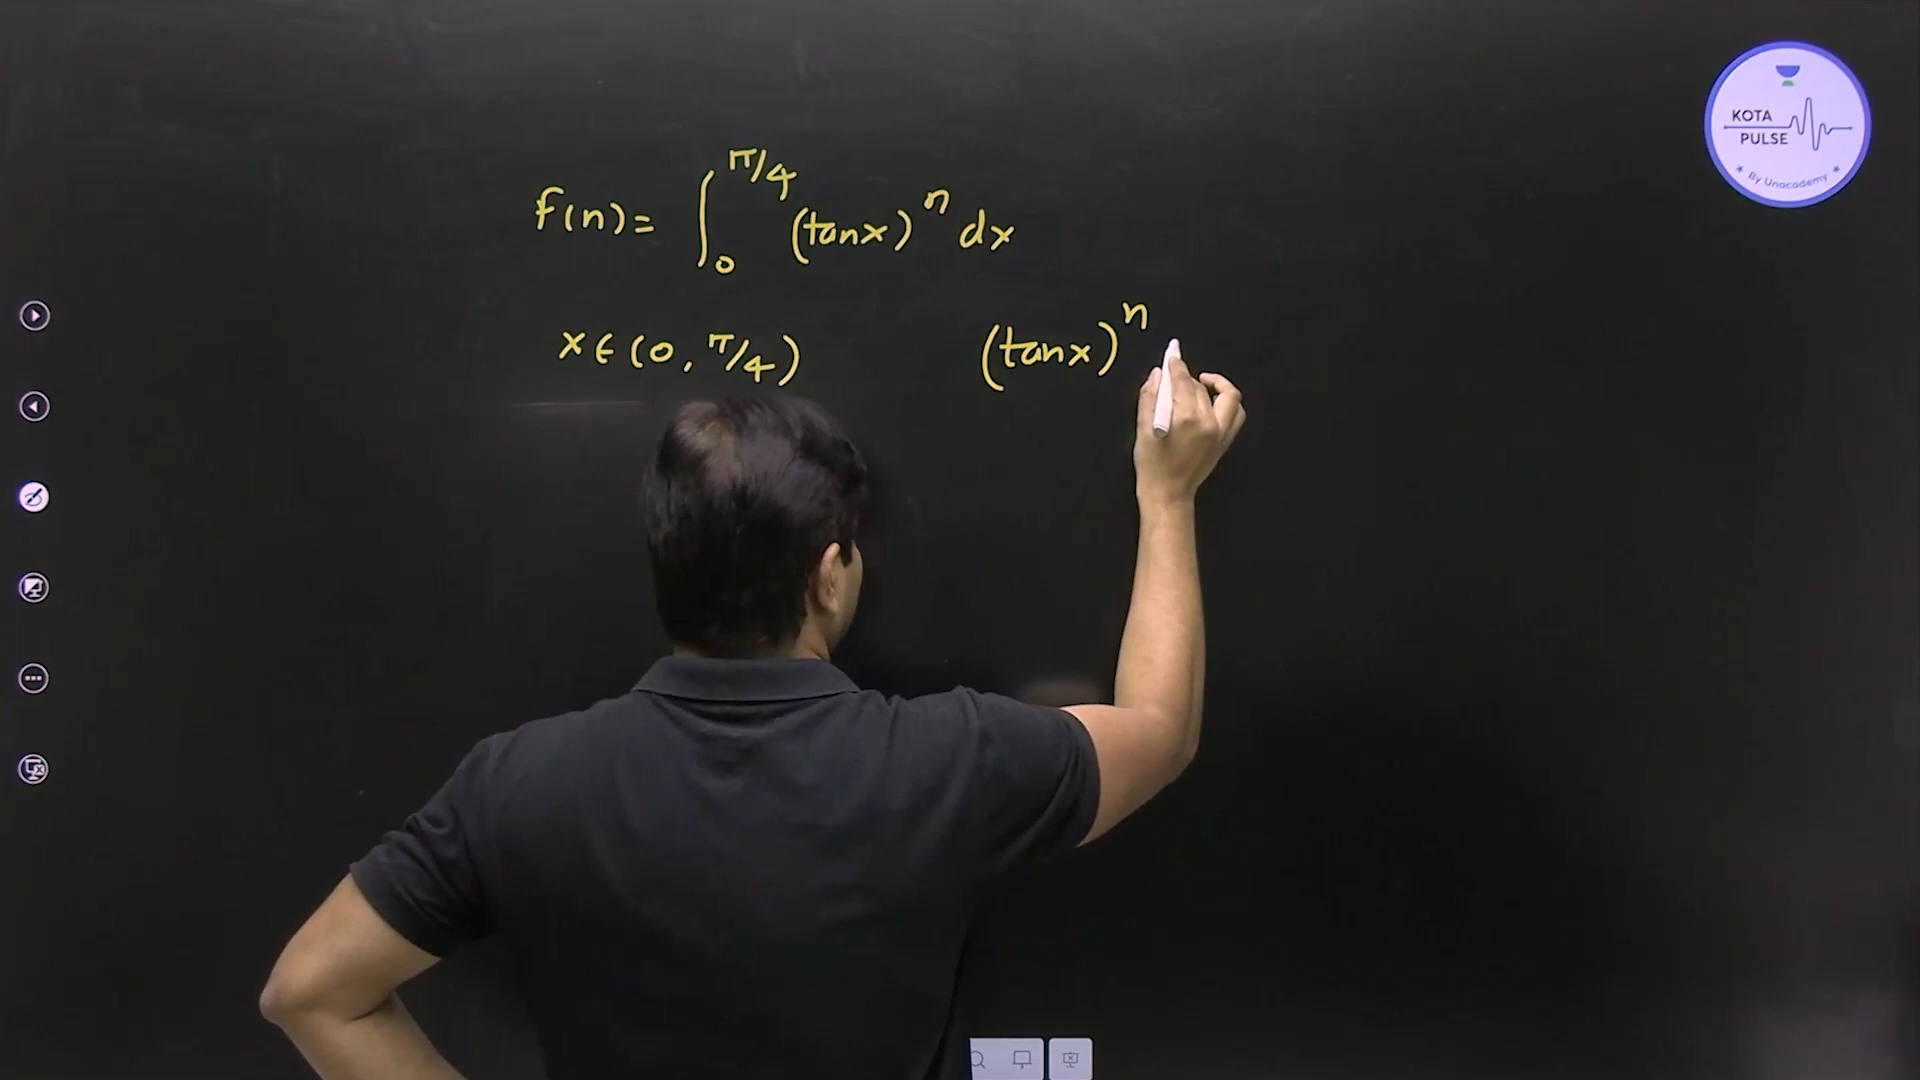 f(n) = ∫₀^π/4 (tanx)ⁿ dx
x ∈ (0, π/4) (tanx)ⁿ
KOTA
PULSE
By Unacademy